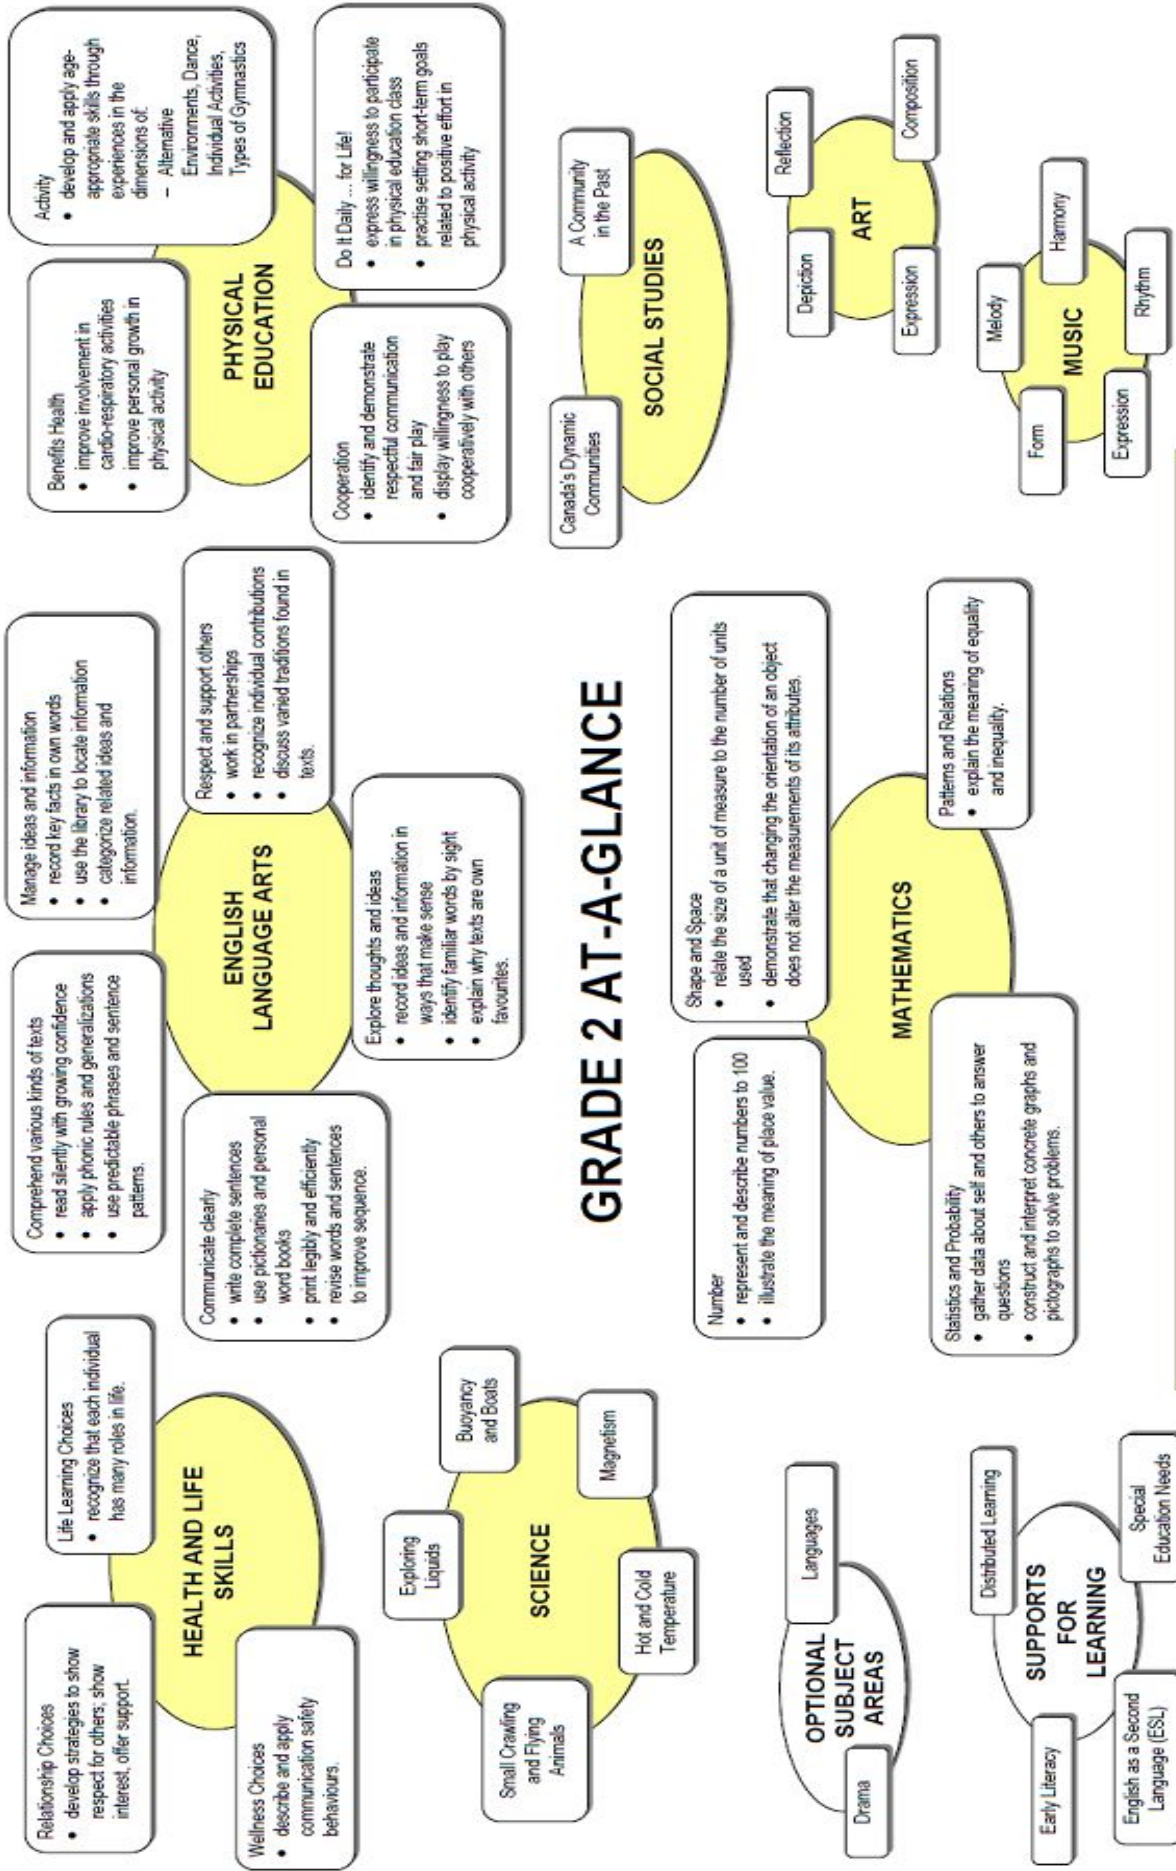 Relationship Choices
• develop strategies to show
respect for others; show
interest, offer support.
Life Learning Choices
• recognize that each individual
has many roles in life.
HEALTH AND LIFE
SKILLS
Wellness Choices
• describe and apply
communication safety
behaviours.
Comprehend various kinds of texts
• read silently with growing confidence
• apply phonic rules and generalizations
• use predictable phrases and sentence
patterns.
Manage ideas and information
• record key facts in own words
• use the library to locate information
• categorize related ideas and
information.
Communicate clearly
• write complete sentences
• use pictionaries and personal
word books
• print legibly and efficiently
• revise words and sentences
to improve sequence.
ENGLISH
LANGUAGE ARTS
Respect and support others
• work in partnerships
• recognize individual contributions
• discuss varied traditions found in
texts.
Explore thoughts and ideas
• record ideas and information in
ways that make sense
• identify familiar words by sight
• explain why texts are own
favourites.
Benefits Health
• improve involvement in
cardio-respiratory activities
• improve personal growth in
physical activity
Activity
• develop and apply age-
appropriate skills through
experiences in the
dimensions of:
– Alternative
Environments, Dance,
Individual Activities,
Types of Gymnastics
PHYSICAL
EDUCATION
Cooperation
• identify and demonstrate
respectful communication
and fair play
• display willingness to play
cooperatively with others
Do It Daily ... for Life!
• express willingness to participate
in physical education class
• practise setting short-term goals
related to positive effort in
physical activity
Small Crawling
and Flying
Animals
Exploring
Liquids
Buoyancy
and Boats
SCIENCE
Hot and Cold
Temperature
Magnetism
GRADE 2 AT-A-GLANCE
Canada's Dynamic
Communities
A Community
in the Past
SOCIAL STUDIES
Number
• represent and describe numbers to 100
• illustrate the meaning of place value.
Shape and Space
• relate the size of a unit of measure to the number of units
used
• demonstrate that changing the orientation of an object
does not alter the measurements of its attributes.
MATHEMATICS
Statistics and Probability
• gather data about self and others to answer
questions
• construct and interpret concrete graphs and
pictographs to solve problems.
Patterns and Relations
• explain the meaning of equality
and inequality.
Depiction
Reflection
ART
Expression
Composition
Form
Melody
Harmony
MUSIC
Expression
Rhythm
Drama
OPTIONAL
SUBJECT
AREAS
Languages
Early Literacy
Distributed Learning
SUPPORTS
FOR
LEARNING
English as a Second
Language (ESL)
Special
Education Needs